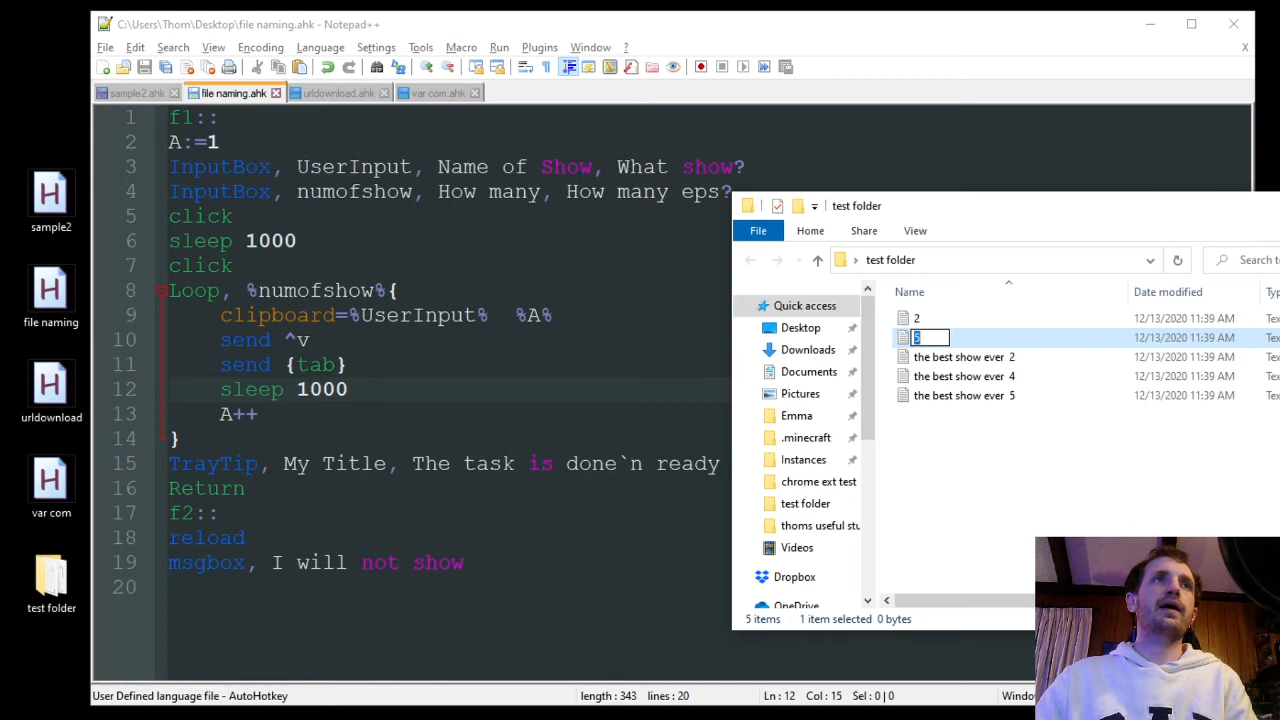 C:\Users\Thom\Desktop\file naming.ahk - Notepad++
File Edit Search View Encoding Language Settings Tools Macro Run Plugins Window ? X
sample2.ahk file naming.ahk urldownload.ahk var com.ahk
1 f1::
2 A:=1
3 InputBox, UserInput, Name of Show, What show?
4 InputBox, numofshow, How many, How many eps?
5 click
6 sleep 1000
7 click
8 Loop, %numofshow%{
9 clipboard=%UserInput% %A%
10 send ^v
11 send {tab}
12 sleep 1000
13 A++
14 }
15 TrayTip, My Title, The task is done`n ready
16 Return
17 f2::
18 reload
19 msgbox, I will not show
20
User Defined language file - AutoHotkey length : 343 lines : 20 Ln : 12 Col : 15 Sel : 0 | 0 Window
sample2
file naming
urldownload
var com
test folder
test folder
File Home Share View
test folder
Search to
Name Date modified Ty
Quick access
Desktop
Downloads
Documents
Pictures
Emma
.minecraft
Instances
chrome ext test
test folder
thoms useful stu
Videos
Dropbox
OneDrive
2 12/13/2020 11:39 AM
5 12/13/2020 11:39 AM
the best show ever 2 12/13/2020 11:39 AM
the best show ever 4 12/13/2020 11:39 AM
the best show ever 5 12/13/2020 11:39 AM
5 items 1 item selected 0 bytes